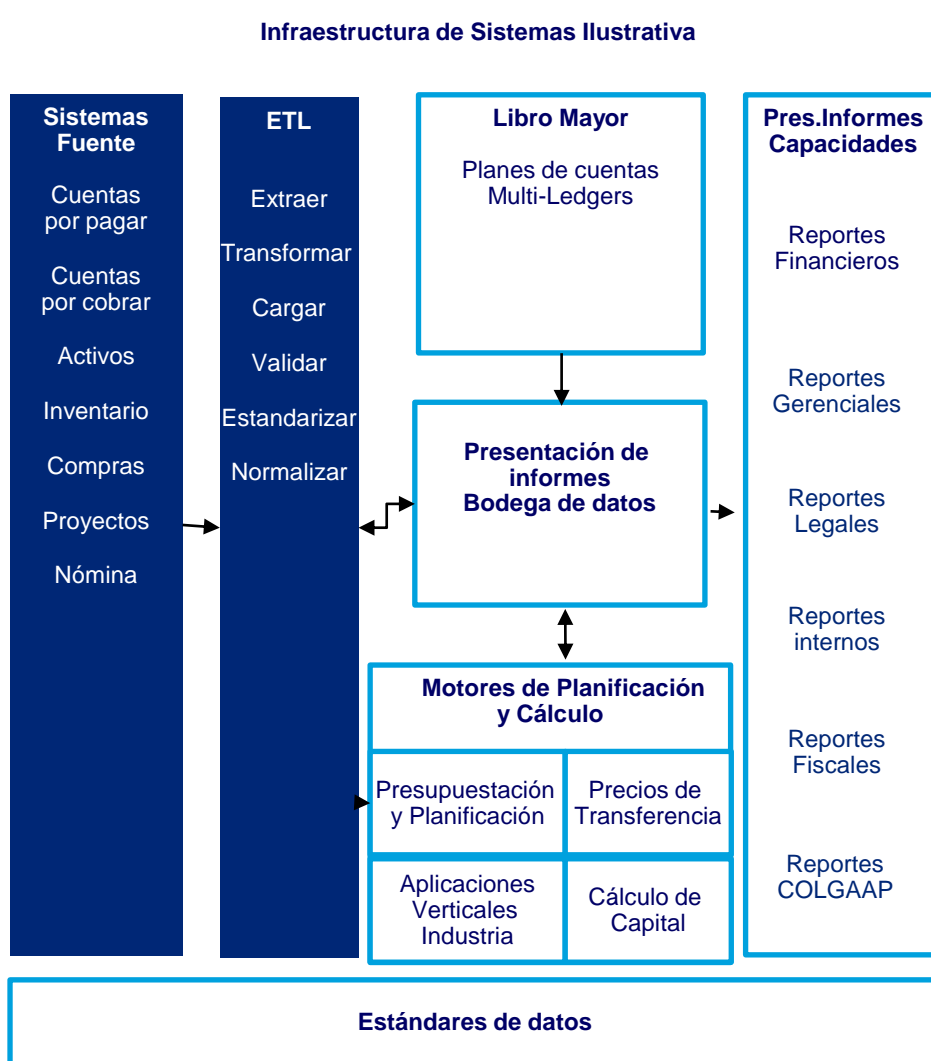 Infraestructura de Sistemas Ilustrativa
Sistemas
Fuente
Cuentas
por pagar
Cuentas
por cobrar
Activos
Inventario
Compras
Proyectos
Nómina
ETL
Extraer
Transformar
Cargar
Validar
Estandarizar
Normalizar
Libro Mayor
Planes de cuentas
Multi-Ledgers
Presentación de
informes
Bodega de datos
Motores de Planificación
y Cálculo
Presupuestación
y Planificación
Precios de
Transferencia
Aplicaciones
Verticales
Industria
Cálculo de
Capital
Pres.Informes
Capacidades
Reportes
Financieros
Reportes
Gerenciales
Reportes
Legales
Reportes
internos
Reportes
Fiscales
Reportes
COLGAAP
Estándares de datos